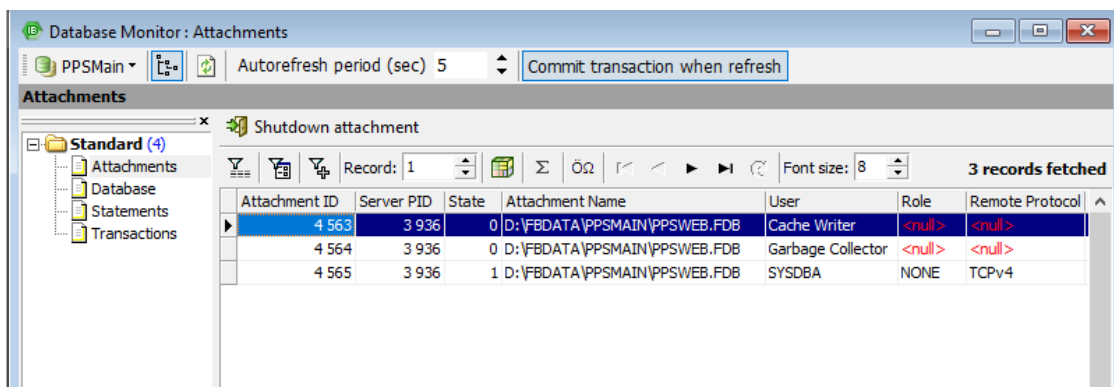 Database Monitor : Attachments
PPSMain Autorefresh period (sec) 5 Commit transaction when refresh
Attachments
Shutdown attachment
Standard (4)
Attachments
Database
Statements
Transactions
Record: 1 Σ ÖΩ Font size: 8 3 records fetched
Attachment ID Server PID State Attachment Name User Role Remote Protocol
4 563 3 936 0 D:\FBDATA\PPSMAIN\PPSWEB.FDB Cache Writer <null> <null>
4 564 3 936 0 D:\FBDATA\PPSMAIN\PPSWEB.FDB Garbage Collector <null> <null>
4 565 3 936 1 D:\FBDATA\PPSMAIN\PPSWEB.FDB SYSDBA NONE TCPv4